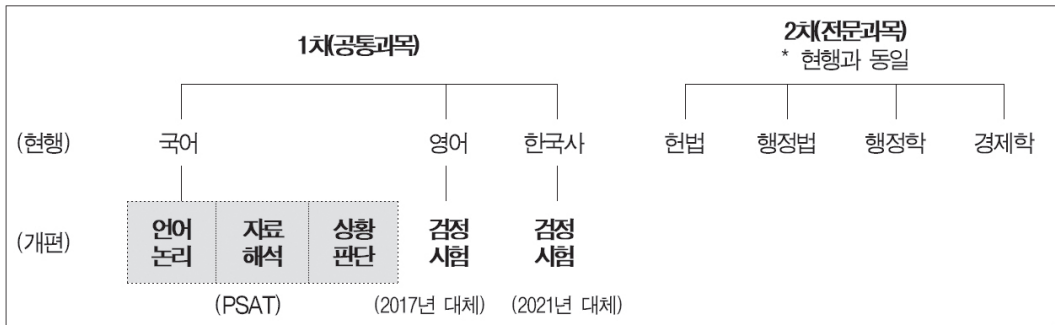 1차(공통과목)
2차(전문과목)
* 현행과 동일
(현행) 국어 영어 한국사 헌법 행정법 행정학 경제학
(개편) 언어 논리 자료 해석 상황 판단 검정 시험 검정 시험
(PSAT) (2017년 대체) (2021년 대체)